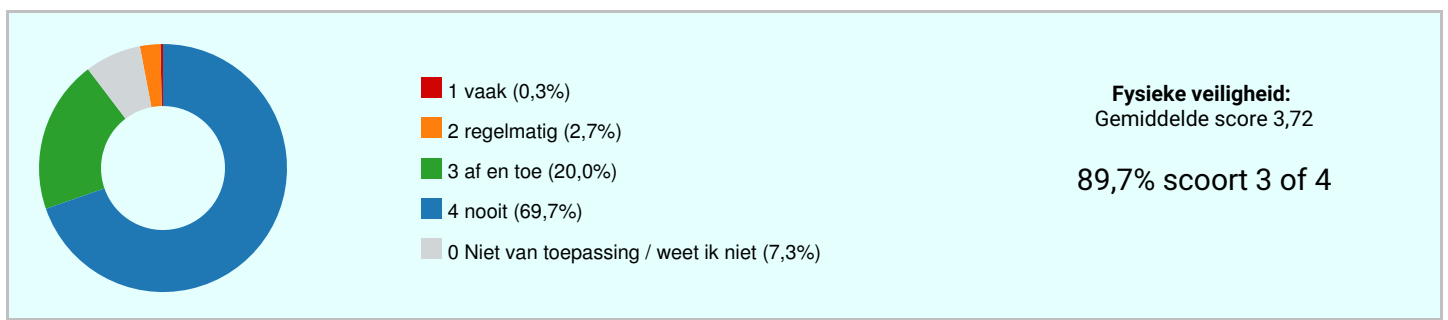 1 vaak (0,3%)
2 regelmatig (2,7%)
3 af en toe (20,0%)
4 nooit (69,7%)
0 Niet van toepassing / weet ik niet (7,3%)
Fysieke veiligheid:
Gemiddelde score 3,72
89,7% scoort 3 of 4